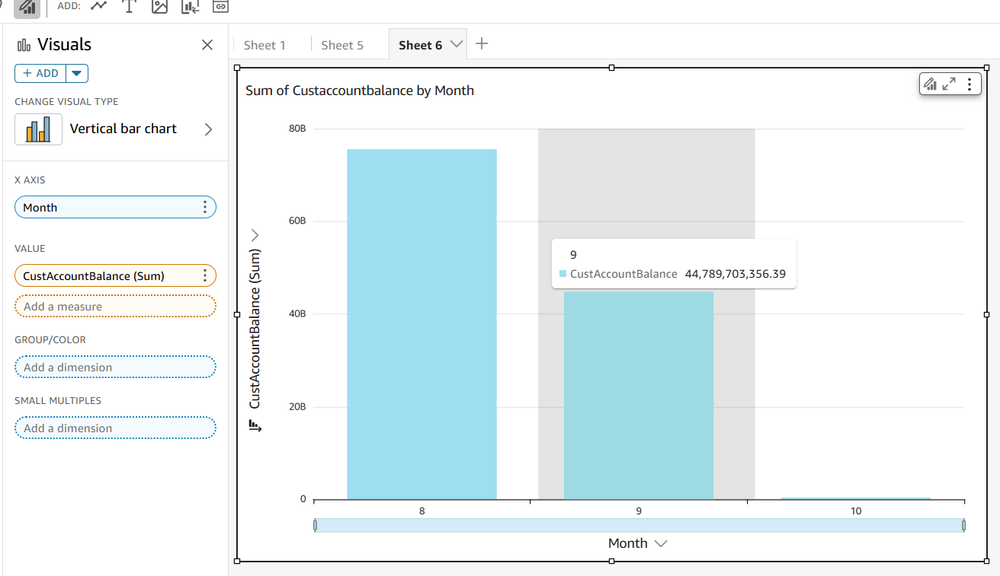 ADD:
Visuals
+ ADD
CHANGE VISUAL TYPE
Vertical bar chart
X AXIS
Month
VALUE
CustAccountBalance (Sum)
Add a measure
GROUP/COLOR
Add a dimension
SMALL MULTIPLES
Add a dimension
Sheet 1
Sheet 5
Sheet 6
Sum of Custaccountbalance by Month
CustAccountBalance (Sum)
80B
60B
40B
20B
0
9
CustAccountBalance 44,789,703,356.39
8
9
10
Month